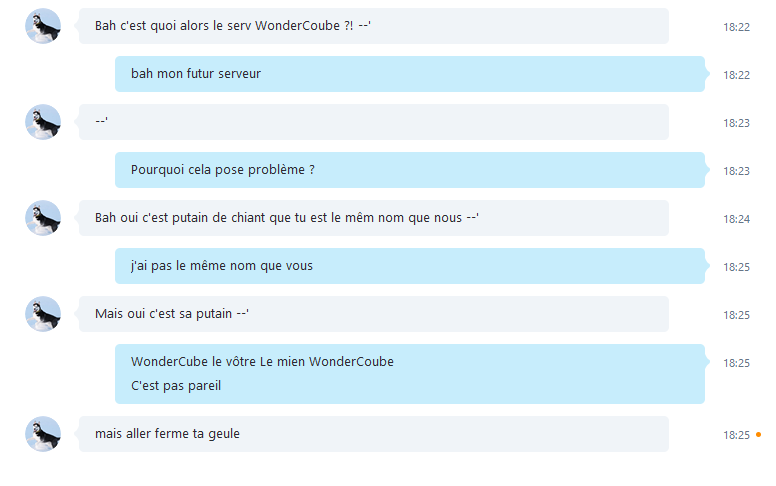 Bah c'est quoi alors le serv WonderCoube ?! --'
18:22
bah mon futur serveur
18:22
--'
18:23
Pourquoi cela pose problème ?
18:23
Bah oui c'est putain de chiant que tu est le mêm nom que nous --'
18:24
j'ai pas le même nom que vous
18:25
Mais oui c'est sa putain --'
18:25
WonderCube le vôtre Le mien WonderCoube
18:25
C'est pas pareil
mais aller ferme ta geule
18:25